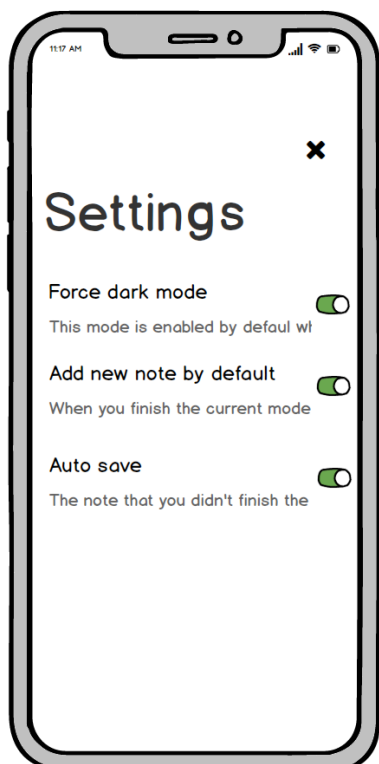 11:17 AM
Settings
Force dark mode
This mode is enabled by defaul wh
Add new note by default
When you finish the current mode
Auto save
The note that you didn't finish the